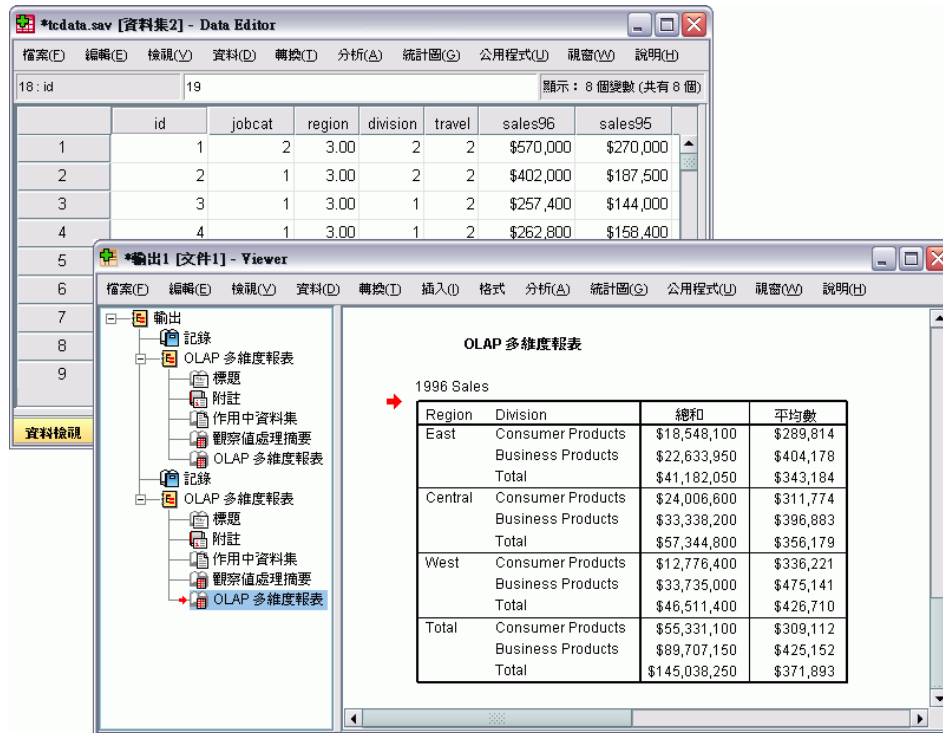 *tcdata.sav [資料集2] - Data Editor
檔案(F) 編輯(E) 檢視(V) 資料(D) 轉換(T) 分析(A) 統計圖(G) 公用程式(U) 視窗(W) 說明(H)
18 : id 19 顯示： 8 個變數 (共有 8 個)
id jobcat region division travel sales96 sales95
1 1 2 3.00 2 2 $570,000 $270,000
2 2 1 3.00 2 2 $402,000 $187,500
3 3 1 3.00 1 2 $257,400 $144,000
4 4 1 3.00 1 2 $262,800 $158,400
5
6
7
8
9
資料檢視
*輸出1 [文件1] - Viewer
檔案(F) 編輯(E) 檢視(V) 資料(D) 轉換(T) 插入(I) 格式 分析(A) 統計圖(G) 公用程式(U) 視窗(W) 說明(H)
輸出
記錄
OLAP 多維度報表
標題
附註
作用中資料集
觀察值處理摘要
OLAP 多維度報表
記錄
OLAP 多維度報表
標題
附註
作用中資料集
觀察值處理摘要
OLAP 多維度報表
OLAP 多維度報表
1996 Sales
Region Division 總和 平均數
East Consumer Products $18,548,100 $289,814
Business Products $22,633,950 $404,178
Total $41,182,050 $343,184
Central Consumer Products $24,006,600 $311,774
Business Products $33,338,200 $396,883
Total $57,344,800 $356,179
West Consumer Products $12,776,400 $336,221
Business Products $33,735,000 $475,141
Total $46,511,400 $426,710
Total Consumer Products $55,331,100 $309,112
Business Products $89,707,150 $425,152
Total $145,038,250 $371,893